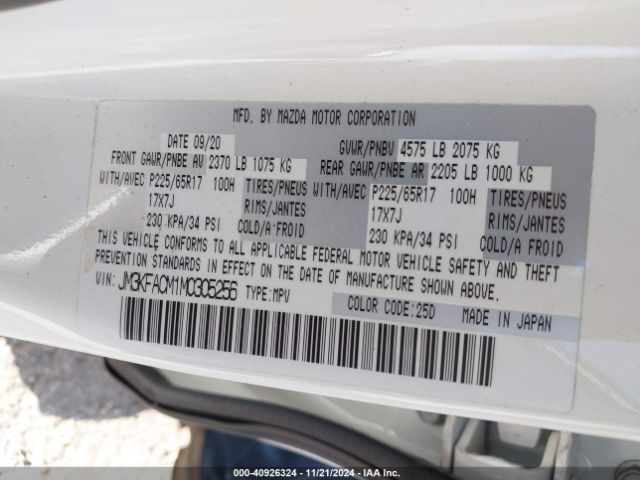 MFD. BY MAZDA MOTOR CORPORATION
DATE 09/20 GVWR/PNBV 4575 LB 2075 KG
FRONT GAWR/PNBE AV 2370 LB 1075 KG REAR GAWR/PNBE AR 2205 LB 1000 KG
WITH/AVEC P225/65R17 100H TIRES/PNEUS WITH/AVEC P225/65R17 100H TIRES/PNEUS
17X7J RIMS/JANTES 17X7J RIMS/JANTES
230 KPA/34 PSI COLD/A FROID 230 KPA/34 PSI COLD/A FROID
THIS VEHICLE CONFORMS TO ALL APPLICABLE FEDERAL MOTOR VEHICLE SAFETY AND THEFT
PREVENTION STANDARDS IN EFFECT ON THE DATE OF MANUFACTURE SHOWN ABOVE.
VIN: JM3KFACM1M0305256 TYPE:MPV
COLOR CODE:25D MADE IN JAPAN
000-40926324 — 11/21/2024 — IAA Inc.